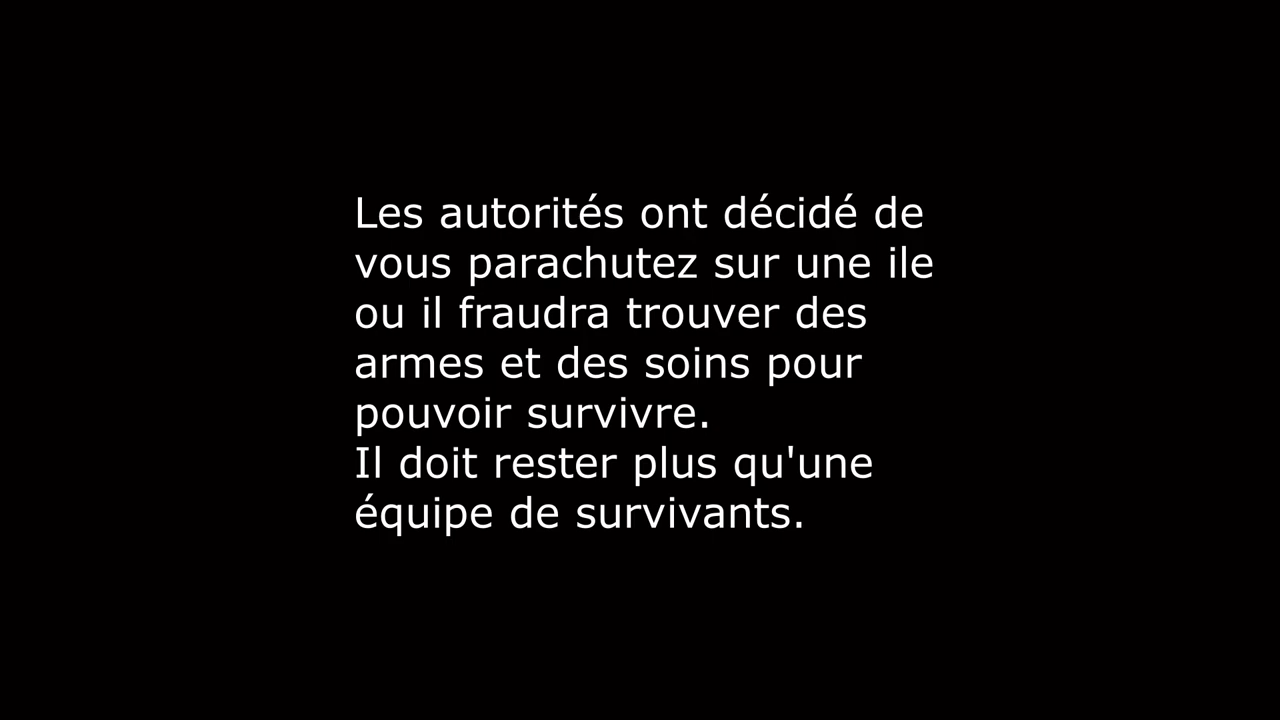 Les autorités ont décidé de
vous parachutez sur une ile
ou il fraudra trouver des
armes et des soins pour
pouvoir survivre.
Il doit rester plus qu'une
équipe de survivants.